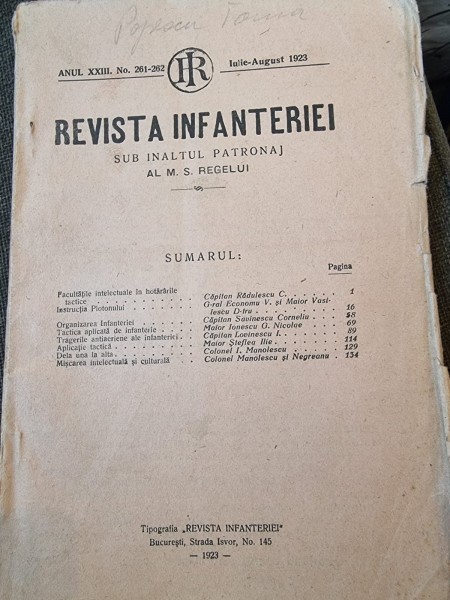 Popescu Toma
ANUL XXIII. No. 261-262
IR
Iulie-August 1923
REVISTA INFANTERIEI
SUB INALTUL PATRONAJ
AL M. S. REGELUI
SUMARUL:
Pagina
Facultățile intelectuale în hotărârile
tactice . . . . . . . . . . . Căpitan Rădulescu C. . . . . . . 1
Instrucția Plotonului . . . . . . G-ral Economu V. și Maior Vasi-
lescu D-tru . . . . . . . . 16
Organizarea Infanteriei . . . . . Căpitan Savinescu Corneliu . . . 58
Tactica aplicată de infanterie . . . Maior Ionescu G. Nicolae . . . . 69
Tragerile antiaeriene ale infanteriei . . Căpitan Lovinescu I. . . . . . . 89
Aplicație tactică . . . . . . . . Maior Șteflea Ilie . . . . . . . 114
Dela una la alta . . . . . . . . Colonel I. Manolescu . . . . . . 129
Mișcarea intelectuală și culturală . . Colonel Manolescu și Negreanu . . 134
Tipografia „REVISTA INFANTERIEI"
București, Strada Isvor, No. 145
— 1923 —